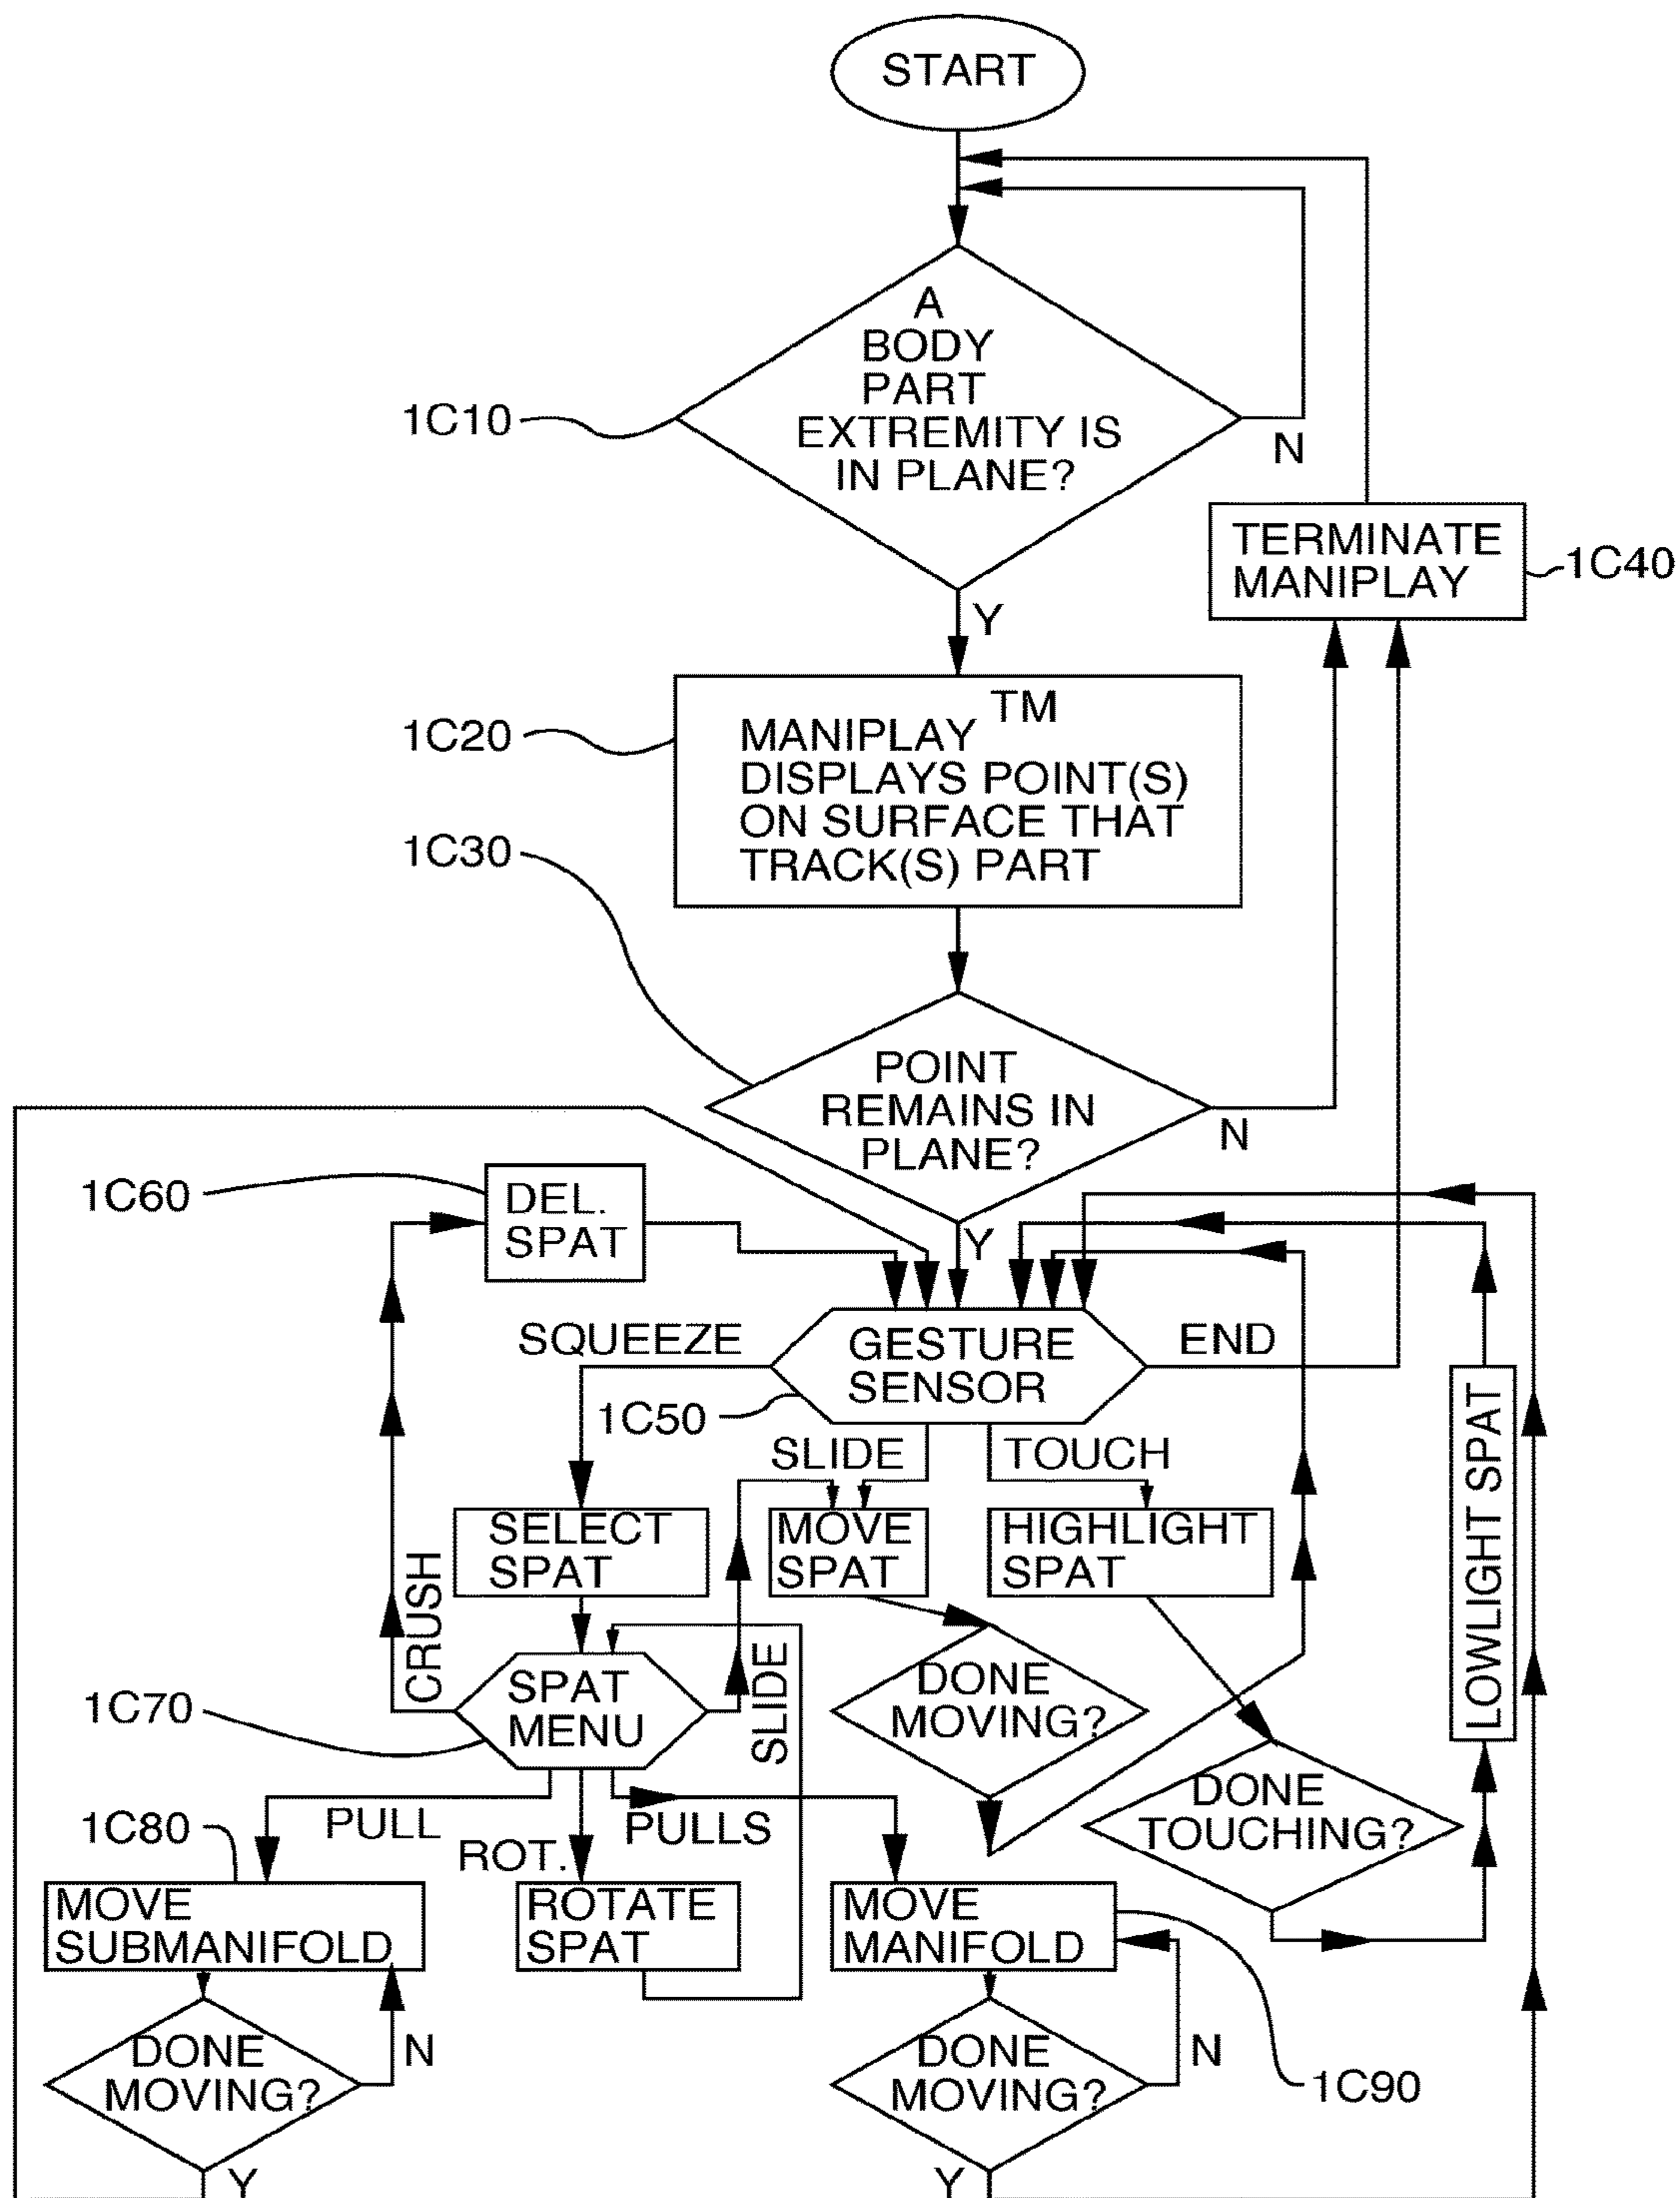 START
A
BODY
PART
EXTREMITY IS
IN PLANE?
1C10
N
TERMINATE
MANIPLAY
1C40
Y
1C20
MANIPLAY TM
DISPLAYS POINT(S)
ON SURFACE THAT
TRACK(S) PART
1C30
POINT
REMAINS IN
PLANE?
N
Y
1C60
DEL.
SPAT
SQUEEZE
GESTURE
SENSOR
END
1C50
SLIDE
TOUCH
SELECT
SPAT
MOVE
SPAT
HIGHLIGHT
SPAT
LOWLIGHT SPAT
CRUSH
SPAT
MENU
1C70
SLIDE
DONE
MOVING?
DONE
TOUCHING?
PULL
ROT.
PULLS
1C80
MOVE
SUBMANIFOLD
ROTATE
SPAT
MOVE
MANIFOLD
DONE
MOVING?
N
DONE
MOVING?
N
1C90
Y
Y